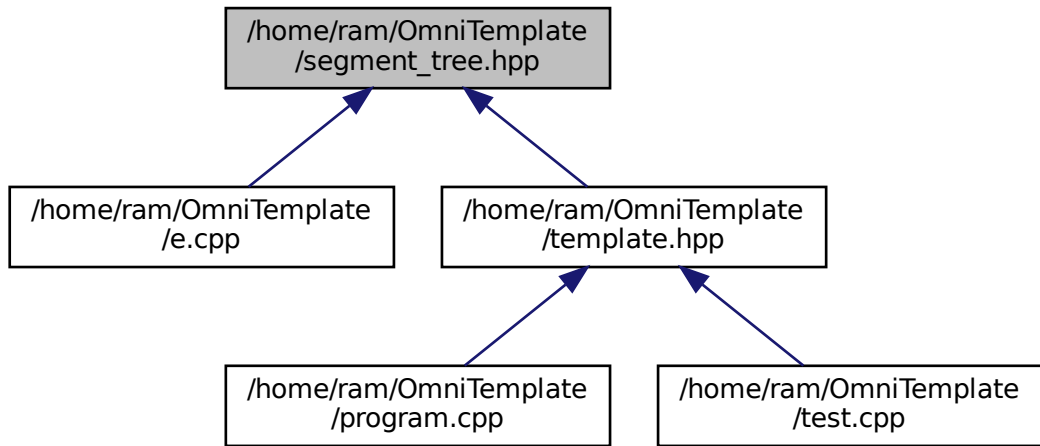 /home/ram/OmniTemplate
/segment_tree.hpp
/home/ram/OmniTemplate
/e.cpp
/home/ram/OmniTemplate
/template.hpp
/home/ram/OmniTemplate
/program.cpp
/home/ram/OmniTemplate
/test.cpp